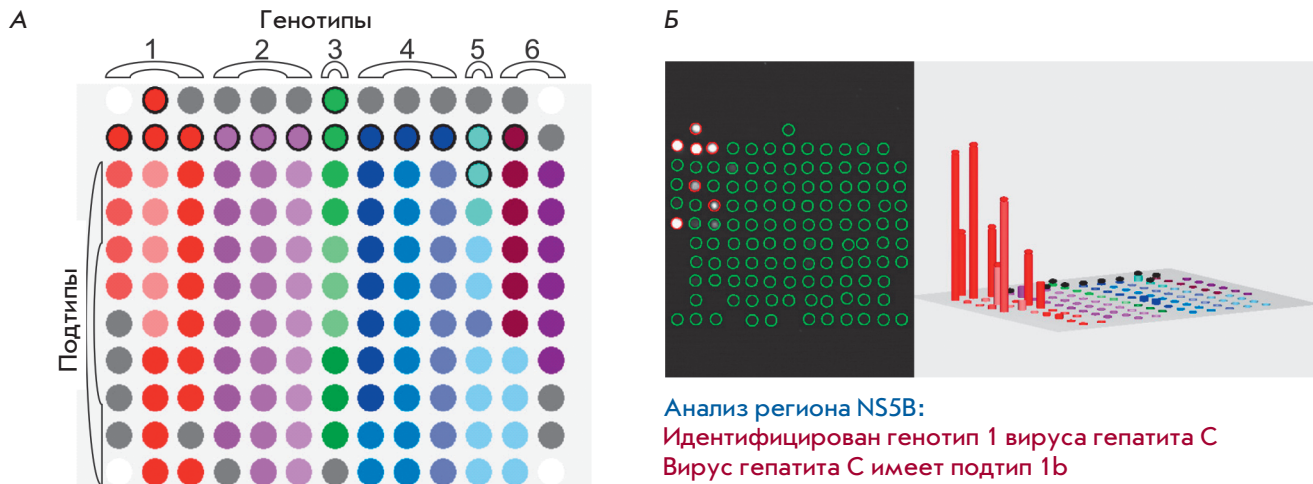 А
Генотипы
1 2 3 4 5 6
Подтипы
Б
Анализ региона NS5B:
Идентифицирован генотип 1 вируса гепатита С
Вирус гепатита С имеет подтип 1b